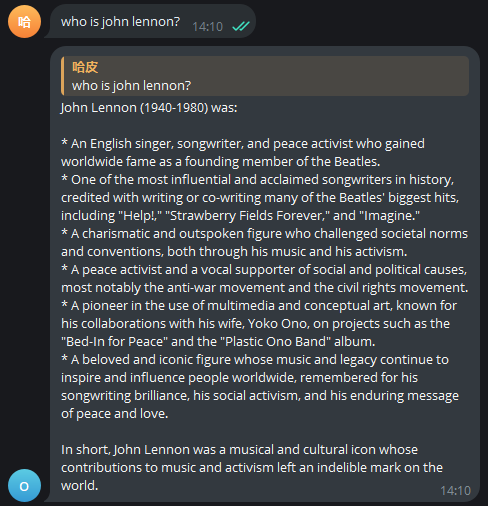 哈
who is john lennon?
14:10
哈皮
who is john lennon?
John Lennon (1940-1980) was:
* An English singer, songwriter, and peace activist who gained
worldwide fame as a founding member of the Beatles.
* One of the most influential and acclaimed songwriters in history,
credited with writing or co-writing many of the Beatles' biggest hits,
including "Help!," "Strawberry Fields Forever," and "Imagine."
* A charismatic and outspoken figure who challenged societal norms
and conventions, both through his music and his activism.
* A peace activist and a vocal supporter of social and political causes,
most notably the anti-war movement and the civil rights movement.
* A pioneer in the use of multimedia and conceptual art, known for
his collaborations with his wife, Yoko Ono, on projects such as the
"Bed-In for Peace" and the "Plastic Ono Band" album.
* A beloved and iconic figure whose music and legacy continue to
inspire and influence people worldwide, remembered for his
songwriting brilliance, his social activism, and his enduring message
of peace and love.
In short, John Lennon was a musical and cultural icon whose
contributions to music and activism left an indelible mark on the
world.
O
14:10